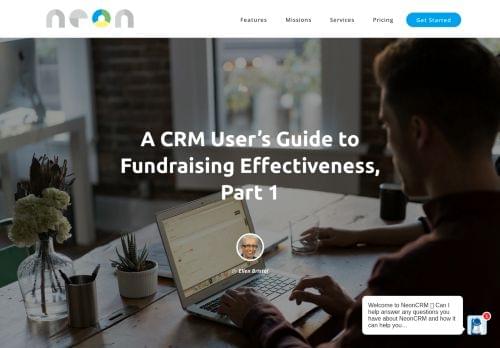 neon
Features
Missions
Services
Pricing
Get Started
A CRM User's Guide to
Fundraising Effectiveness,
Part 1
by Ellen Bristol
Welcome to NeonCRM ▯ Can I
help answer any questions you
have about NeonCRM and how it
can help you...
1